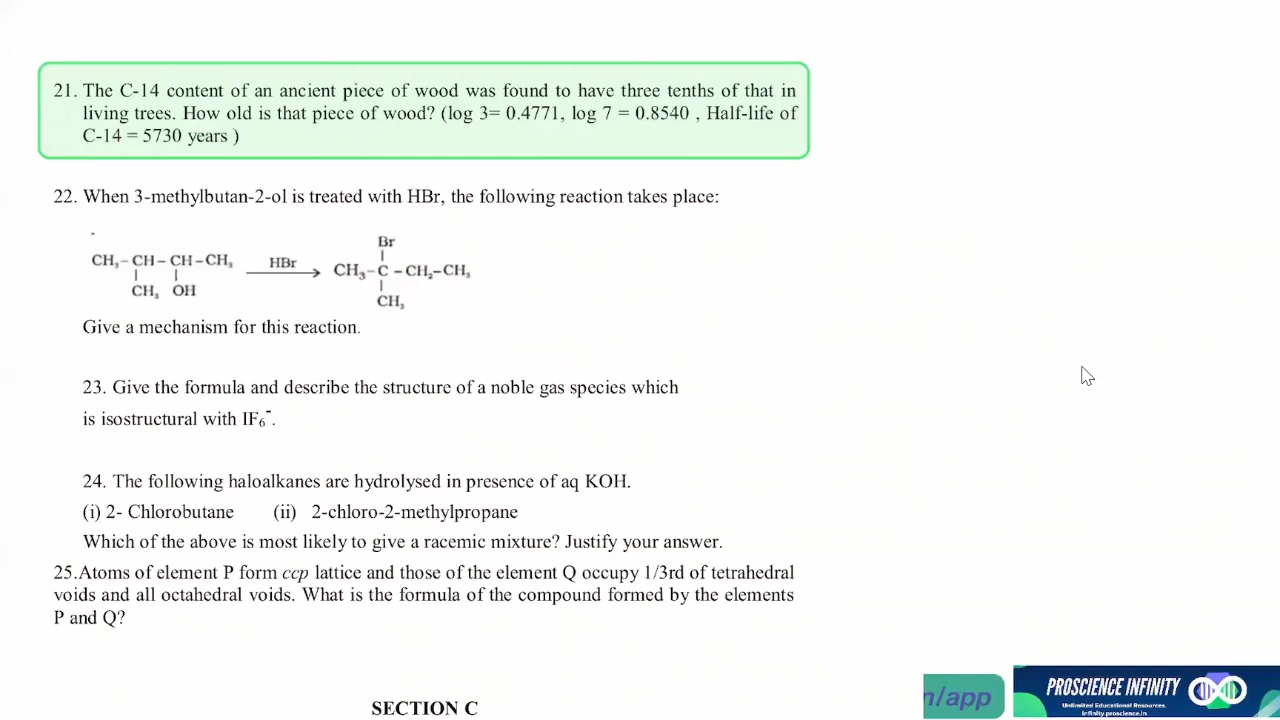 21. The C-14 content of an ancient piece of wood was found to have three tenths of that in
living trees. How old is that piece of wood? (log 3= 0.4771, log 7 = 0.8540 , Half-life of
C-14 = 5730 years )
22. When 3-methylbutan-2-ol is treated with HBr, the following reaction takes place:
Br
CH₃–CH–CH–CH₃ HBr CH₃–C–CH₂–CH₃
CH₃ OH CH₃
Give a mechanism for this reaction.
23. Give the formula and describe the structure of a noble gas species which
is isostructural with IF₆⁻.
24. The following haloalkanes are hydrolysed in presence of aq KOH.
(i) 2- Chlorobutane (ii) 2-chloro-2-methylpropane
Which of the above is most likely to give a racemic mixture? Justify your answer.
25.Atoms of element P form ccp lattice and those of the element Q occupy 1/3rd of tetrahedral
voids and all octahedral voids. What is the formula of the compound formed by the elements
P and Q?
SECTION C
n/app
PROSCIENCE INFINITY
Unlimited Educational Resources.
infinity.proscience.in